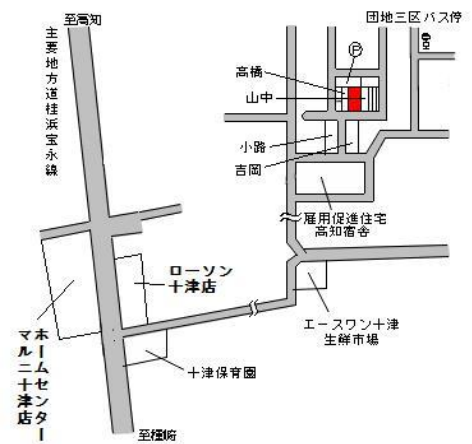 至高知
団地三区バス停
主要地方道桂浜宝永線
Ⓟ
高橋
山中
小路
吉岡
雇用促進住宅
高知宿舎
ローソン
十津店
エースワン十津
生鮮市場
ホームセンター
マルニ十津店
十津保育園
至種崎